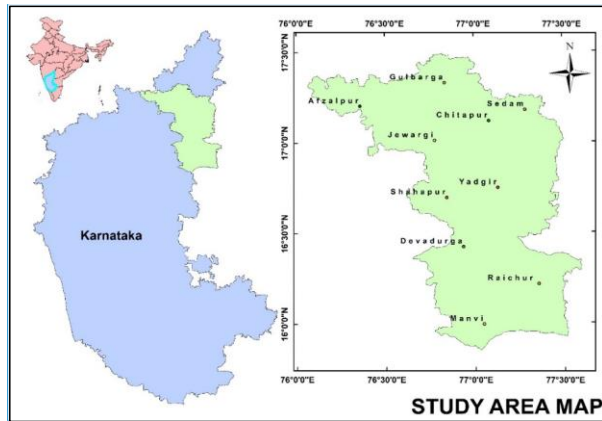 76°0'0"E 76°30'0"E 77°0'0"E 77°30'0"E
N
17°30'0"N
Gulbarga
Afzalpur
Sedam
Chitapur
Jewargi
17°0'0"N
Yadgir
Shahapur
16°30'0"N
Karnataka
Devadurga
Raichur
16°0'0"N
Manvi
76°0'0"E 76°30'0"E 77°0'0"E 77°30'0"E
STUDY AREA MAP